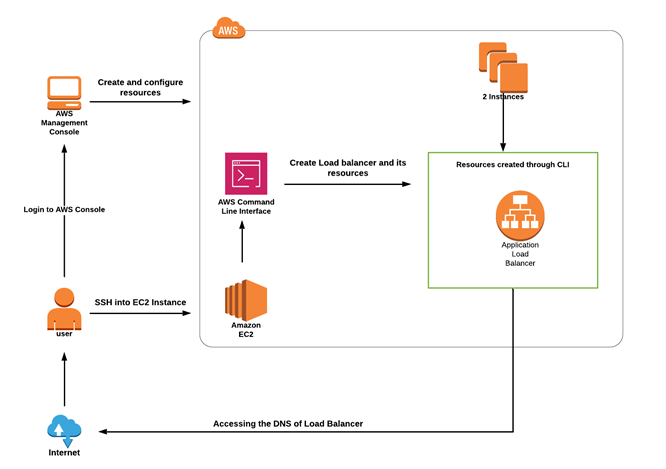 AWS
Create and configure
resources
AWS
Management
Console
2 Instances
Create Load balancer and its
resources
Resources created through CLI
AWS Command
Line Interface
Login to AWS Console
Application
Load
Balancer
SSH into EC2 Instance
Amazon
EC2
user
Accessing the DNS of Load Balancer
Internet